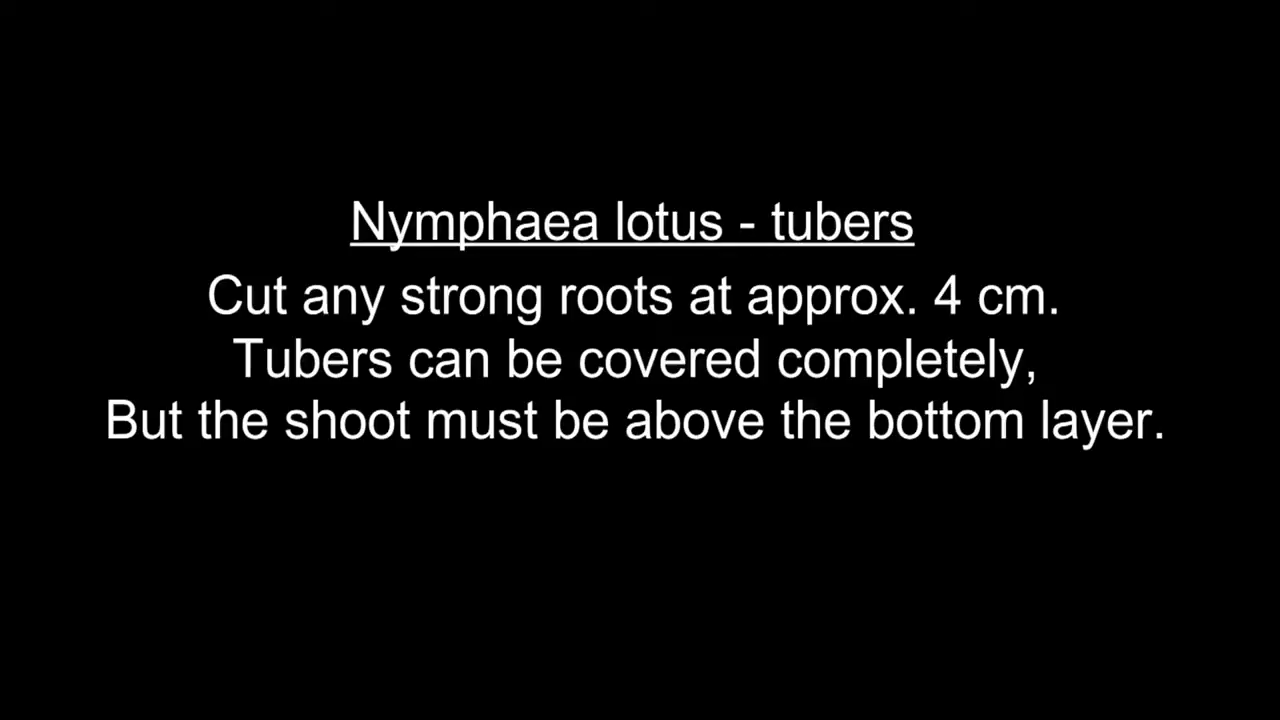 Nymphaea lotus - tubers
Cut any strong roots at approx. 4 cm.
Tubers can be covered completely,
But the shoot must be above the bottom layer.